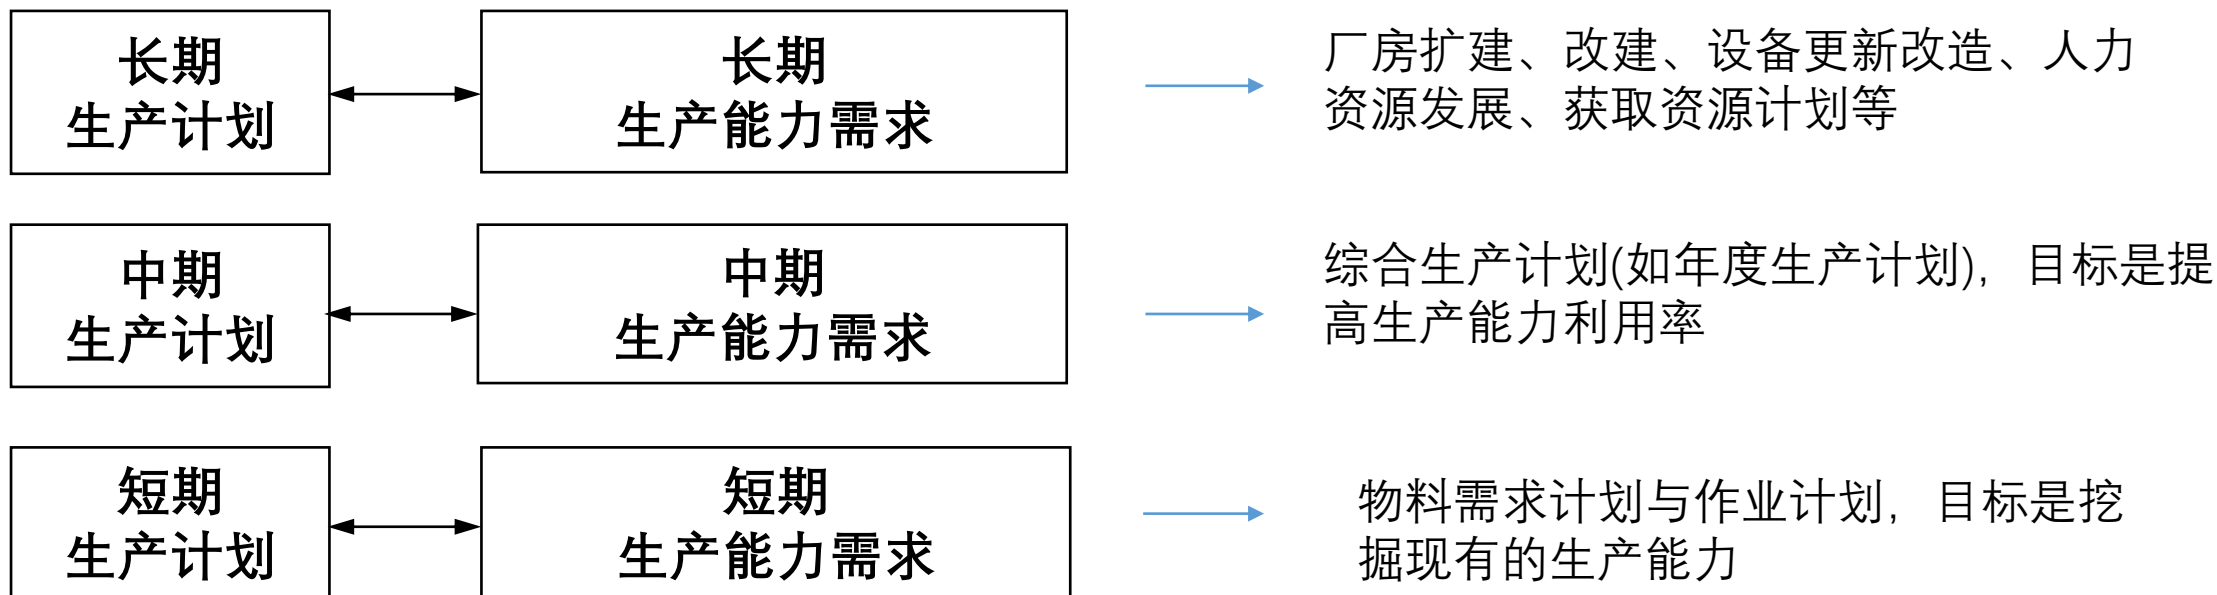 长期
生产计划
长期
生产能力需求
厂房扩建、改建、设备更新改造、人力
资源发展、获取资源计划等
中期
生产计划
中期
生产能力需求
综合生产计划(如年度生产计划)，目标是提
高生产能力利用率
短期
生产计划
短期
生产能力需求
物料需求计划与作业计划，目标是挖
掘现有的生产能力